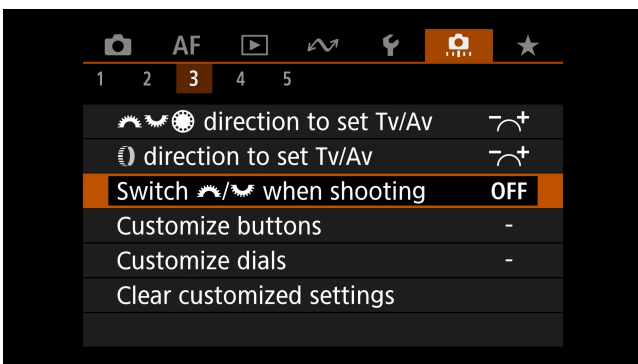 AF
1 2 3 4 5
direction to set Tv/Av - +
() direction to set Tv/Av - +
Switch / when shooting OFF
Customize buttons -
Customize dials -
Clear customized settings